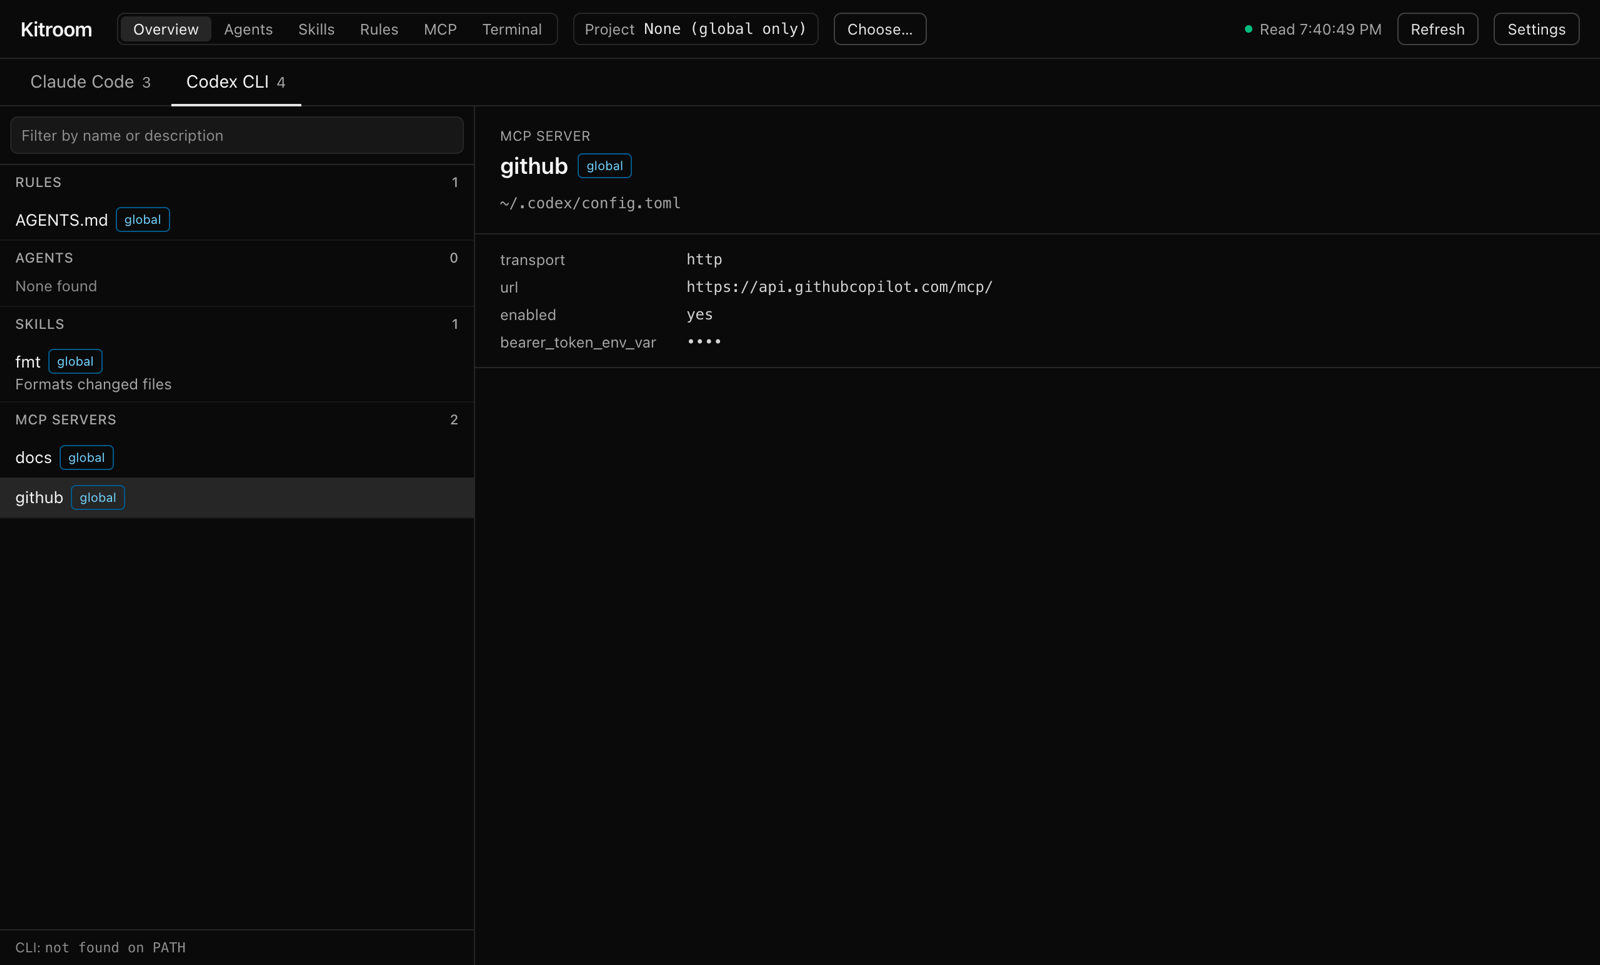 Kitroom Overview Agents Skills Rules MCP Terminal Project None (global only) Choose... Read 7:40:49 PM Refresh Settings
Claude Code 3 Codex CLI 4
Filter by name or description
RULES 1
AGENTS.md global
AGENTS 0
None found
SKILLS 1
fmt global
Formats changed files
MCP SERVERS 2
docs global
github global
CLI: not found on PATH
MCP SERVER
github global
~/.codex/config.toml
transport http
url https://api.githubcopilot.com/mcp/
enabled yes
bearer_token_env_var ••••